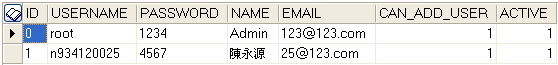 ID USERNAME PASSWORD NAME EMAIL CAN_ADD_USER ACTIVE
0 root 1234 Admin 123@123.com 1 1
1 n934120025 4567 陳永源 25@123.com 1 1